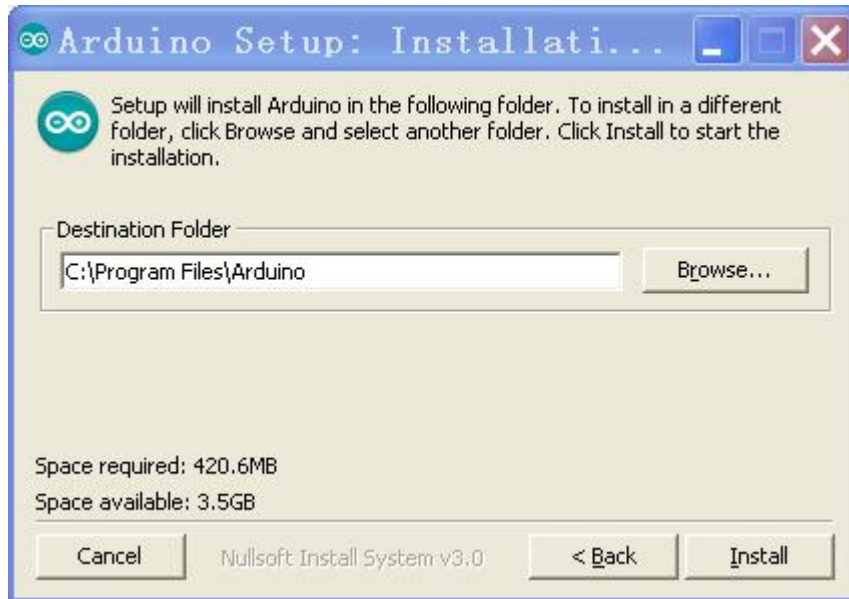 Arduino Setup: Installati...
Setup will install Arduino in the following folder. To install in a different
folder, click Browse and select another folder. Click Install to start the
installation.
Destination Folder
C:\Program Files\Arduino
Browse...
Space required: 420.6MB
Space available: 3.5GB
Cancel
Nullsoft Install System v3.0
< Back
Install